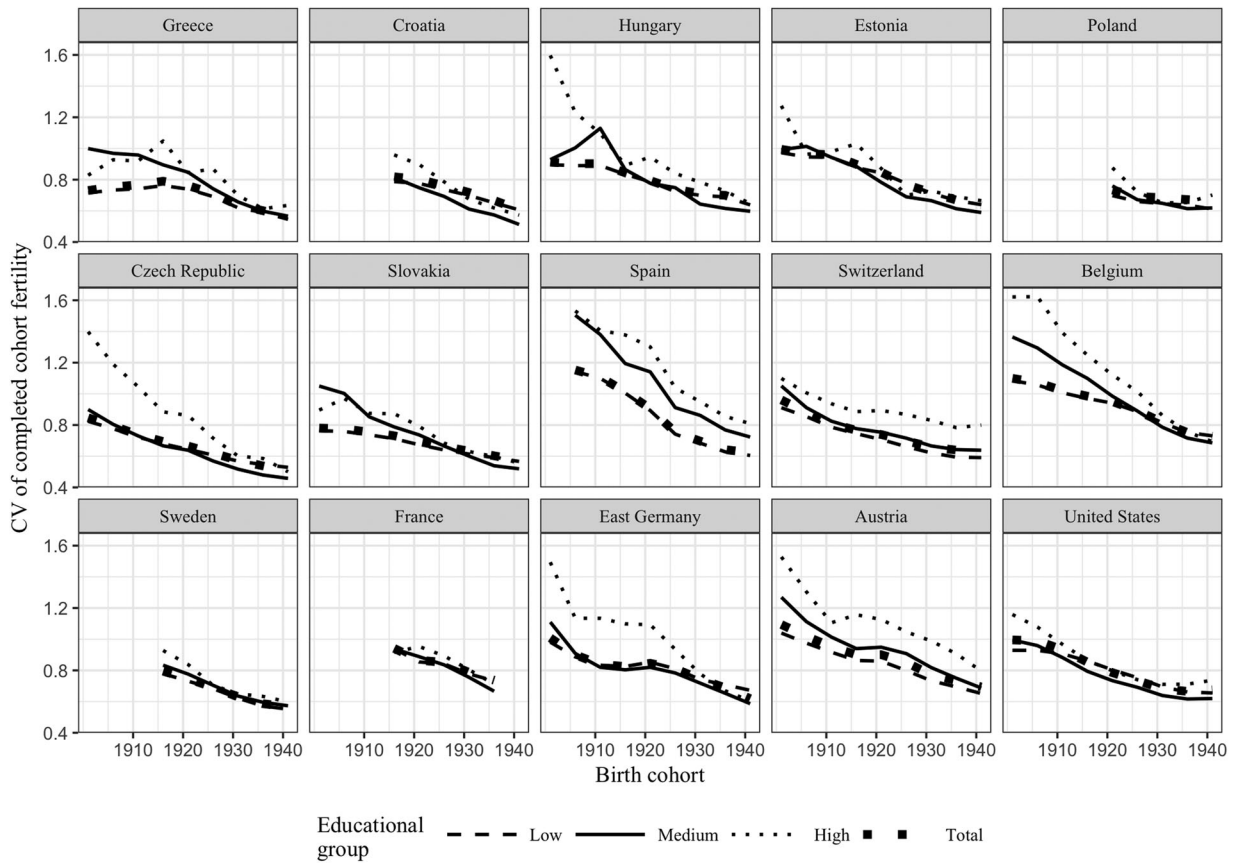 Greece Croatia Hungary Estonia Poland
1.6
1.2
0.8
0.4
Czech Republic Slovakia Spain Switzerland Belgium
1.6
1.2
0.8
0.4
Sweden France East Germany Austria United States
1.6
1.2
0.8
0.4
CV of completed cohort fertility
1910 1920 1930 1940 1910 1920 1930 1940 1910 1920 1930 1940 1910 1920 1930 1940 1910 1920 1930 1940
Birth cohort
Educational
group
Low Medium High Total